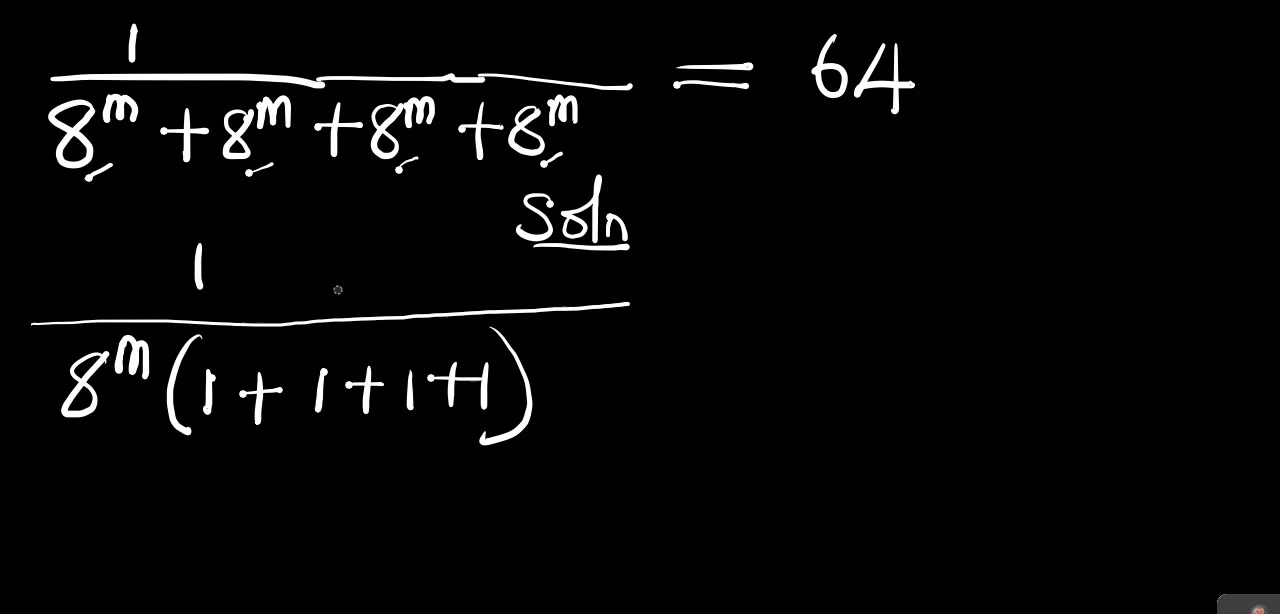 1
8^m + 8^m + 8^m + 8^m = 64
Soln
1
8^m (1 + 1 + 1 + 1)